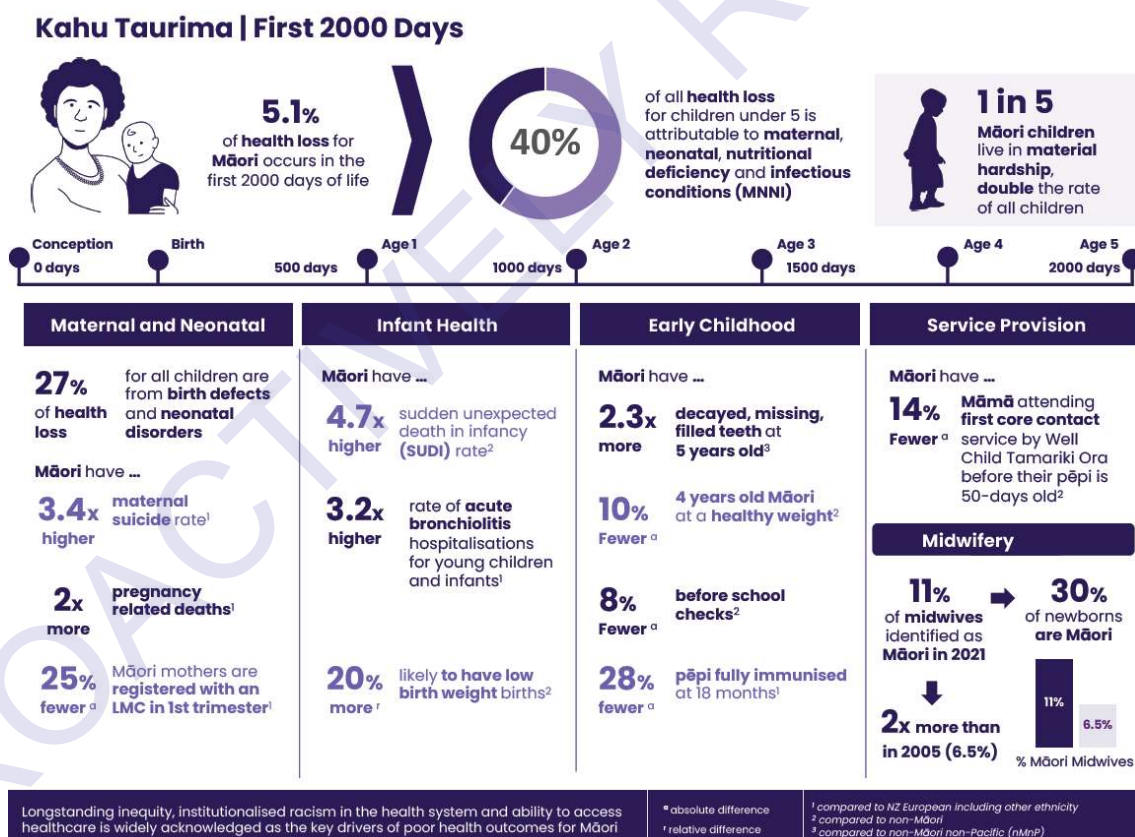 Kahu Taurima | First 2000 Days
5.1%
of health loss for
Māori occurs in the
first 2000 days of life
40%
of all health loss
for children under 5 is
attributable to maternal,
neonatal, nutritional
deficiency and infectious
conditions (MNNI)
1 in 5
Māori children
live in material
hardship,
double the rate
of all children
Conception
0 days
Birth
500 days
Age 1
1000 days
Age 2
Age 3
1500 days
Age 4
Age 5
2000 days
Maternal and Neonatal
27%
of health
loss
for all children are
from birth defects
and neonatal
disorders
Māori have ...
3.4x
higher
maternal
suicide rate¹
2x
more
pregnancy
related deaths¹
25%
fewer ᵃ
Māori mothers are
registered with an
LMC in 1st trimester¹
Infant Health
Māori have ...
4.7x
higher
sudden unexpected
death in infancy
(SUDI) rate²
3.2x
higher
rate of acute
bronchiolitis
hospitalisations
for young children
and infants¹
20%
more ʳ
likely to have low
birth weight births²
Early Childhood
Māori have ...
2.3x
more
decayed, missing,
filled teeth at
5 years old³
10%
Fewer ᵃ
4 years old Māori
at a healthy weight²
8%
Fewer ᵃ
before school
checks²
28%
fewer ᵃ
pēpi fully immunised
at 18 months¹
Service Provision
Māori have ...
14%
Fewer ᵃ
Māmā attending
first core contact
service by Well
Child Tamariki Ora
before their pēpi is
50-days old²
Midwifery
11%
of midwives
identified as
Māori in 2021
30%
of newborns
are Māori
2x more than
in 2005 (6.5%)
11%
6.5%
% Māori Midwives
Longstanding inequity, institutionalised racism in the health system and ability to access
healthcare is widely acknowledged as the key drivers of poor health outcomes for Māori
ᵃ absolute difference
ʳ relative difference
¹ compared to NZ European including other ethnicity
² compared to non-Māori
³ compared to non-Māori non-Pacific (nMnP)